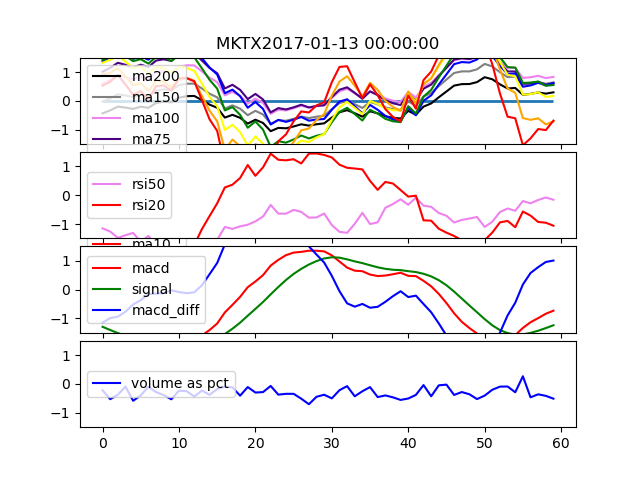 MKTX2017-01-13 00:00:00
1
0
−1
ma200
ma150
ma100
ma75
1
0
−1
rsi50
rsi20
ma10
1
0
−1
macd
signal
macd_diff
1
0
−1
volume as pct
0 10 20 30 40 50 60